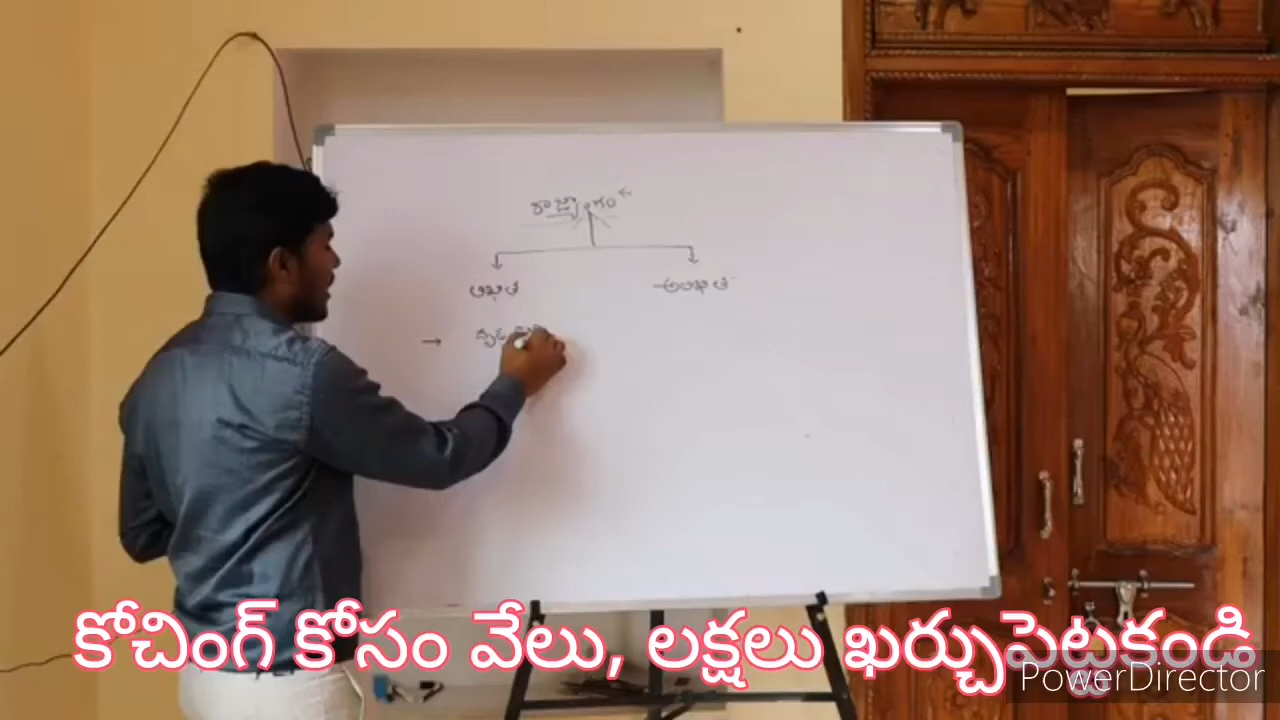 రాజ్యాంగం
లిఖిత
అలిఖిత
కోచింగ్ కోసం వేలు, లక్షలు ఖర్చుపెట్టకండి
PowerDirector